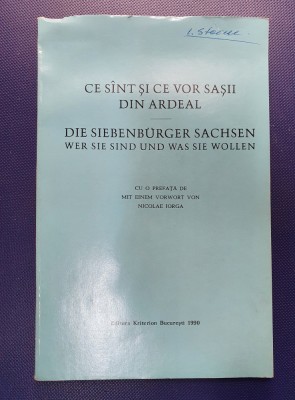 CE SÎNT ŞI CE VOR SAŞII
DIN ARDEAL
DIE SIEBENBÜRGER SACHSEN
WER SIE SIND UND WAS SIE WOLLEN
CU O PREFAŢĂ DE
MIT EINEM VORWORT VON
NICOLAE IORGA
Editura Kriterion Bucureşti 1990